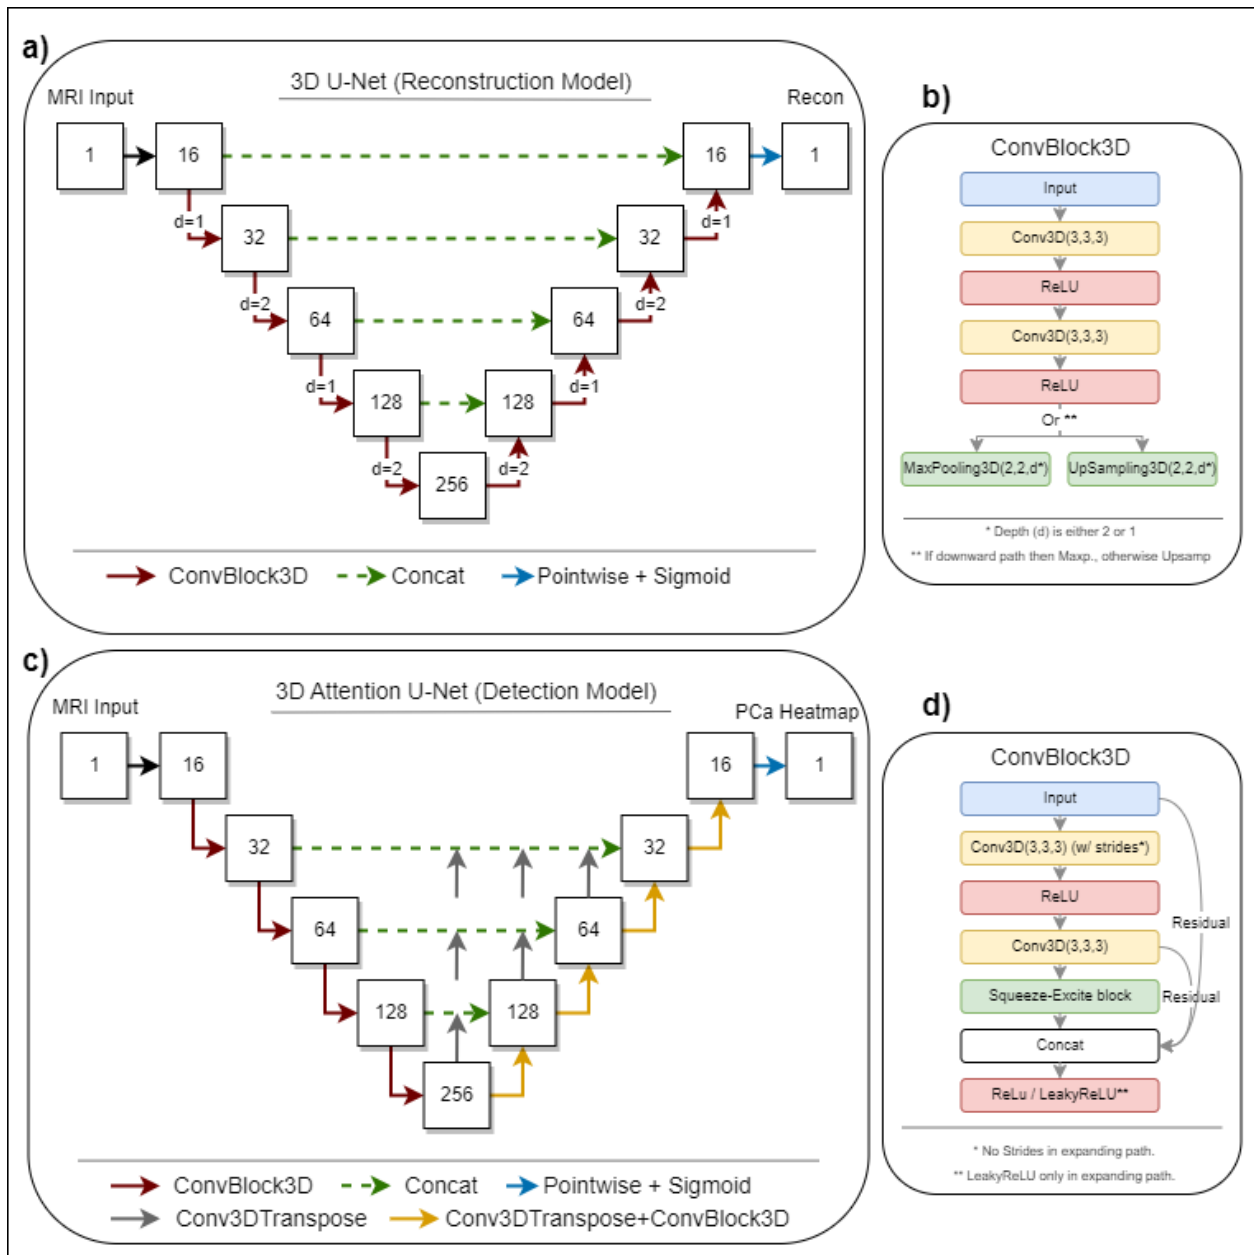 a)
3D U-Net (Reconstruction Model)
MRI Input
Recon
1
16
16
1
d=1
d=1
32
32
d=2
d=2
64
64
d=1
d=1
128
128
d=2
d=2
256
ConvBlock3D
Concat
Pointwise + Sigmoid
b)
ConvBlock3D
Input
Conv3D(3,3,3)
ReLU
Conv3D(3,3,3)
ReLU
Or **
MaxPooling3D(2,2,d*)
UpSampling3D(2,2,d*)
* Depth (d) is either 2 or 1
** If downward path then Maxp., otherwise Upsamp
c)
3D Attention U-Net (Detection Model)
MRI Input
PCa Heatmap
1
16
16
1
32
32
64
64
128
128
256
ConvBlock3D
Concat
Pointwise + Sigmoid
Conv3DTranspose
Conv3DTranspose+ConvBlock3D
d)
ConvBlock3D
Input
Conv3D(3,3,3) (w/ strides*)
ReLU
Residual
Conv3D(3,3,3)
Squeeze-Excite block
Residual
Concat
ReLu / LeakyReLU**
* No Strides in expanding path.
** LeakyReLU only in expanding path.